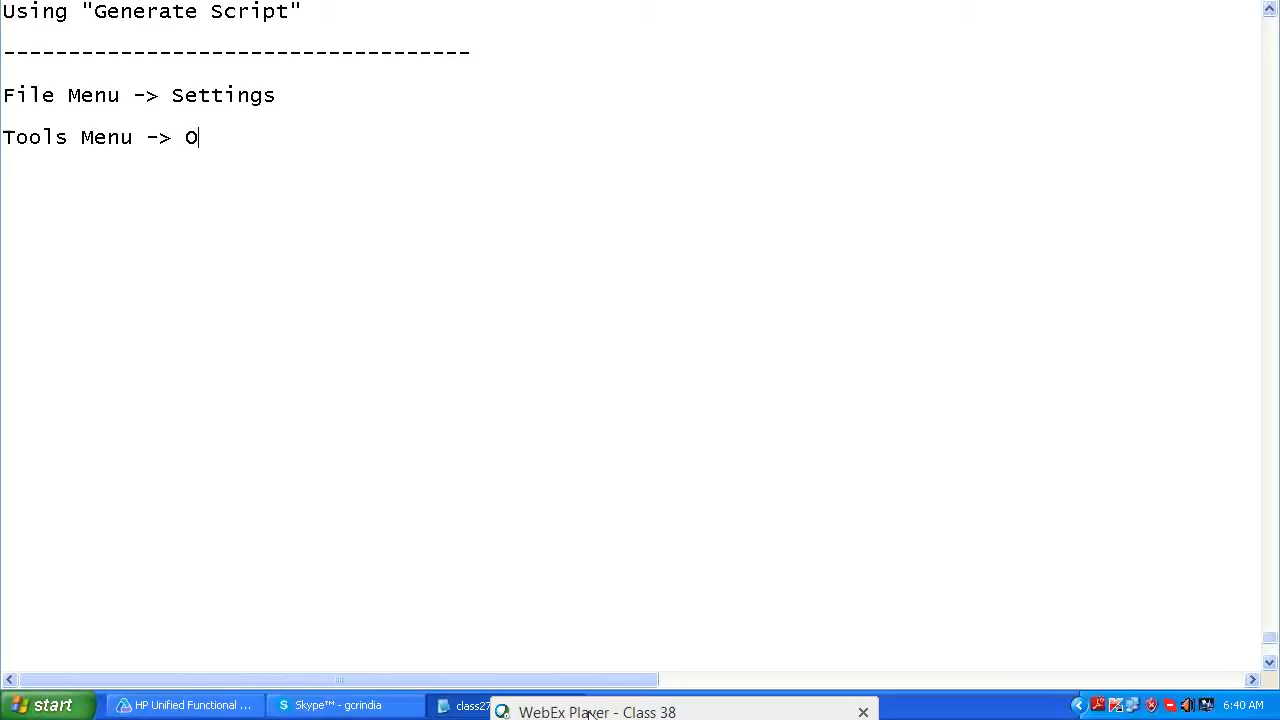 Using "Generate Script"
------------------------------------
File Menu -> Settings
Tools Menu -> O
start
HP Unified Functional ...
Skype™ - gcrindia
class27
WebEx Player - Class 38
6:40 AM